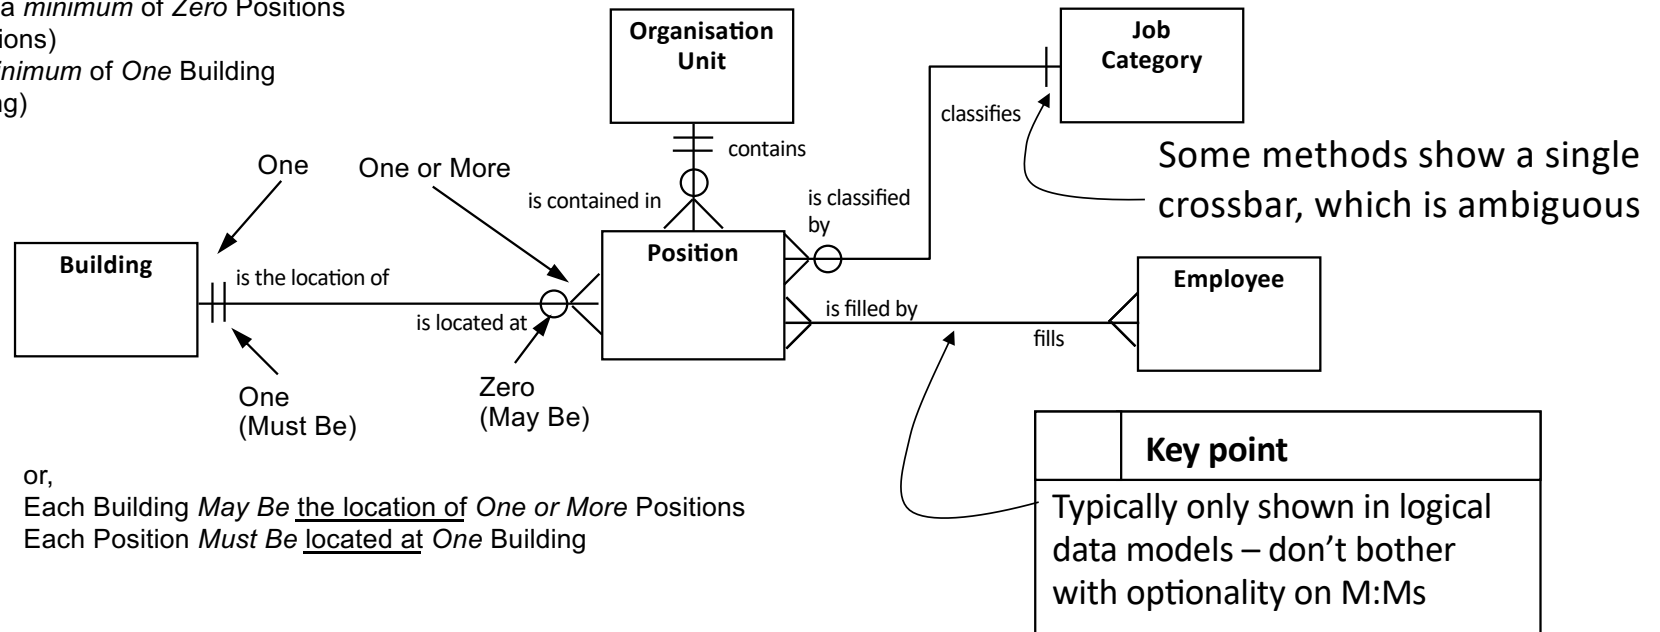 a minimum of Zero Positions
ions)
nimum of One Building
g)
Organisation
Unit
Job
Category
classifies
contains
One
One or More
is contained in
is classified
by
Some methods show a single
crossbar, which is ambiguous
Building
Position
Employee
is the location of
is located at
is filled by
fills
One
(Must Be)
Zero
(May Be)
Key point
Typically only shown in logical
data models – don’t bother
with optionality on M:Ms
or,
Each Building May Be the location of One or More Positions
Each Position Must Be located at One Building